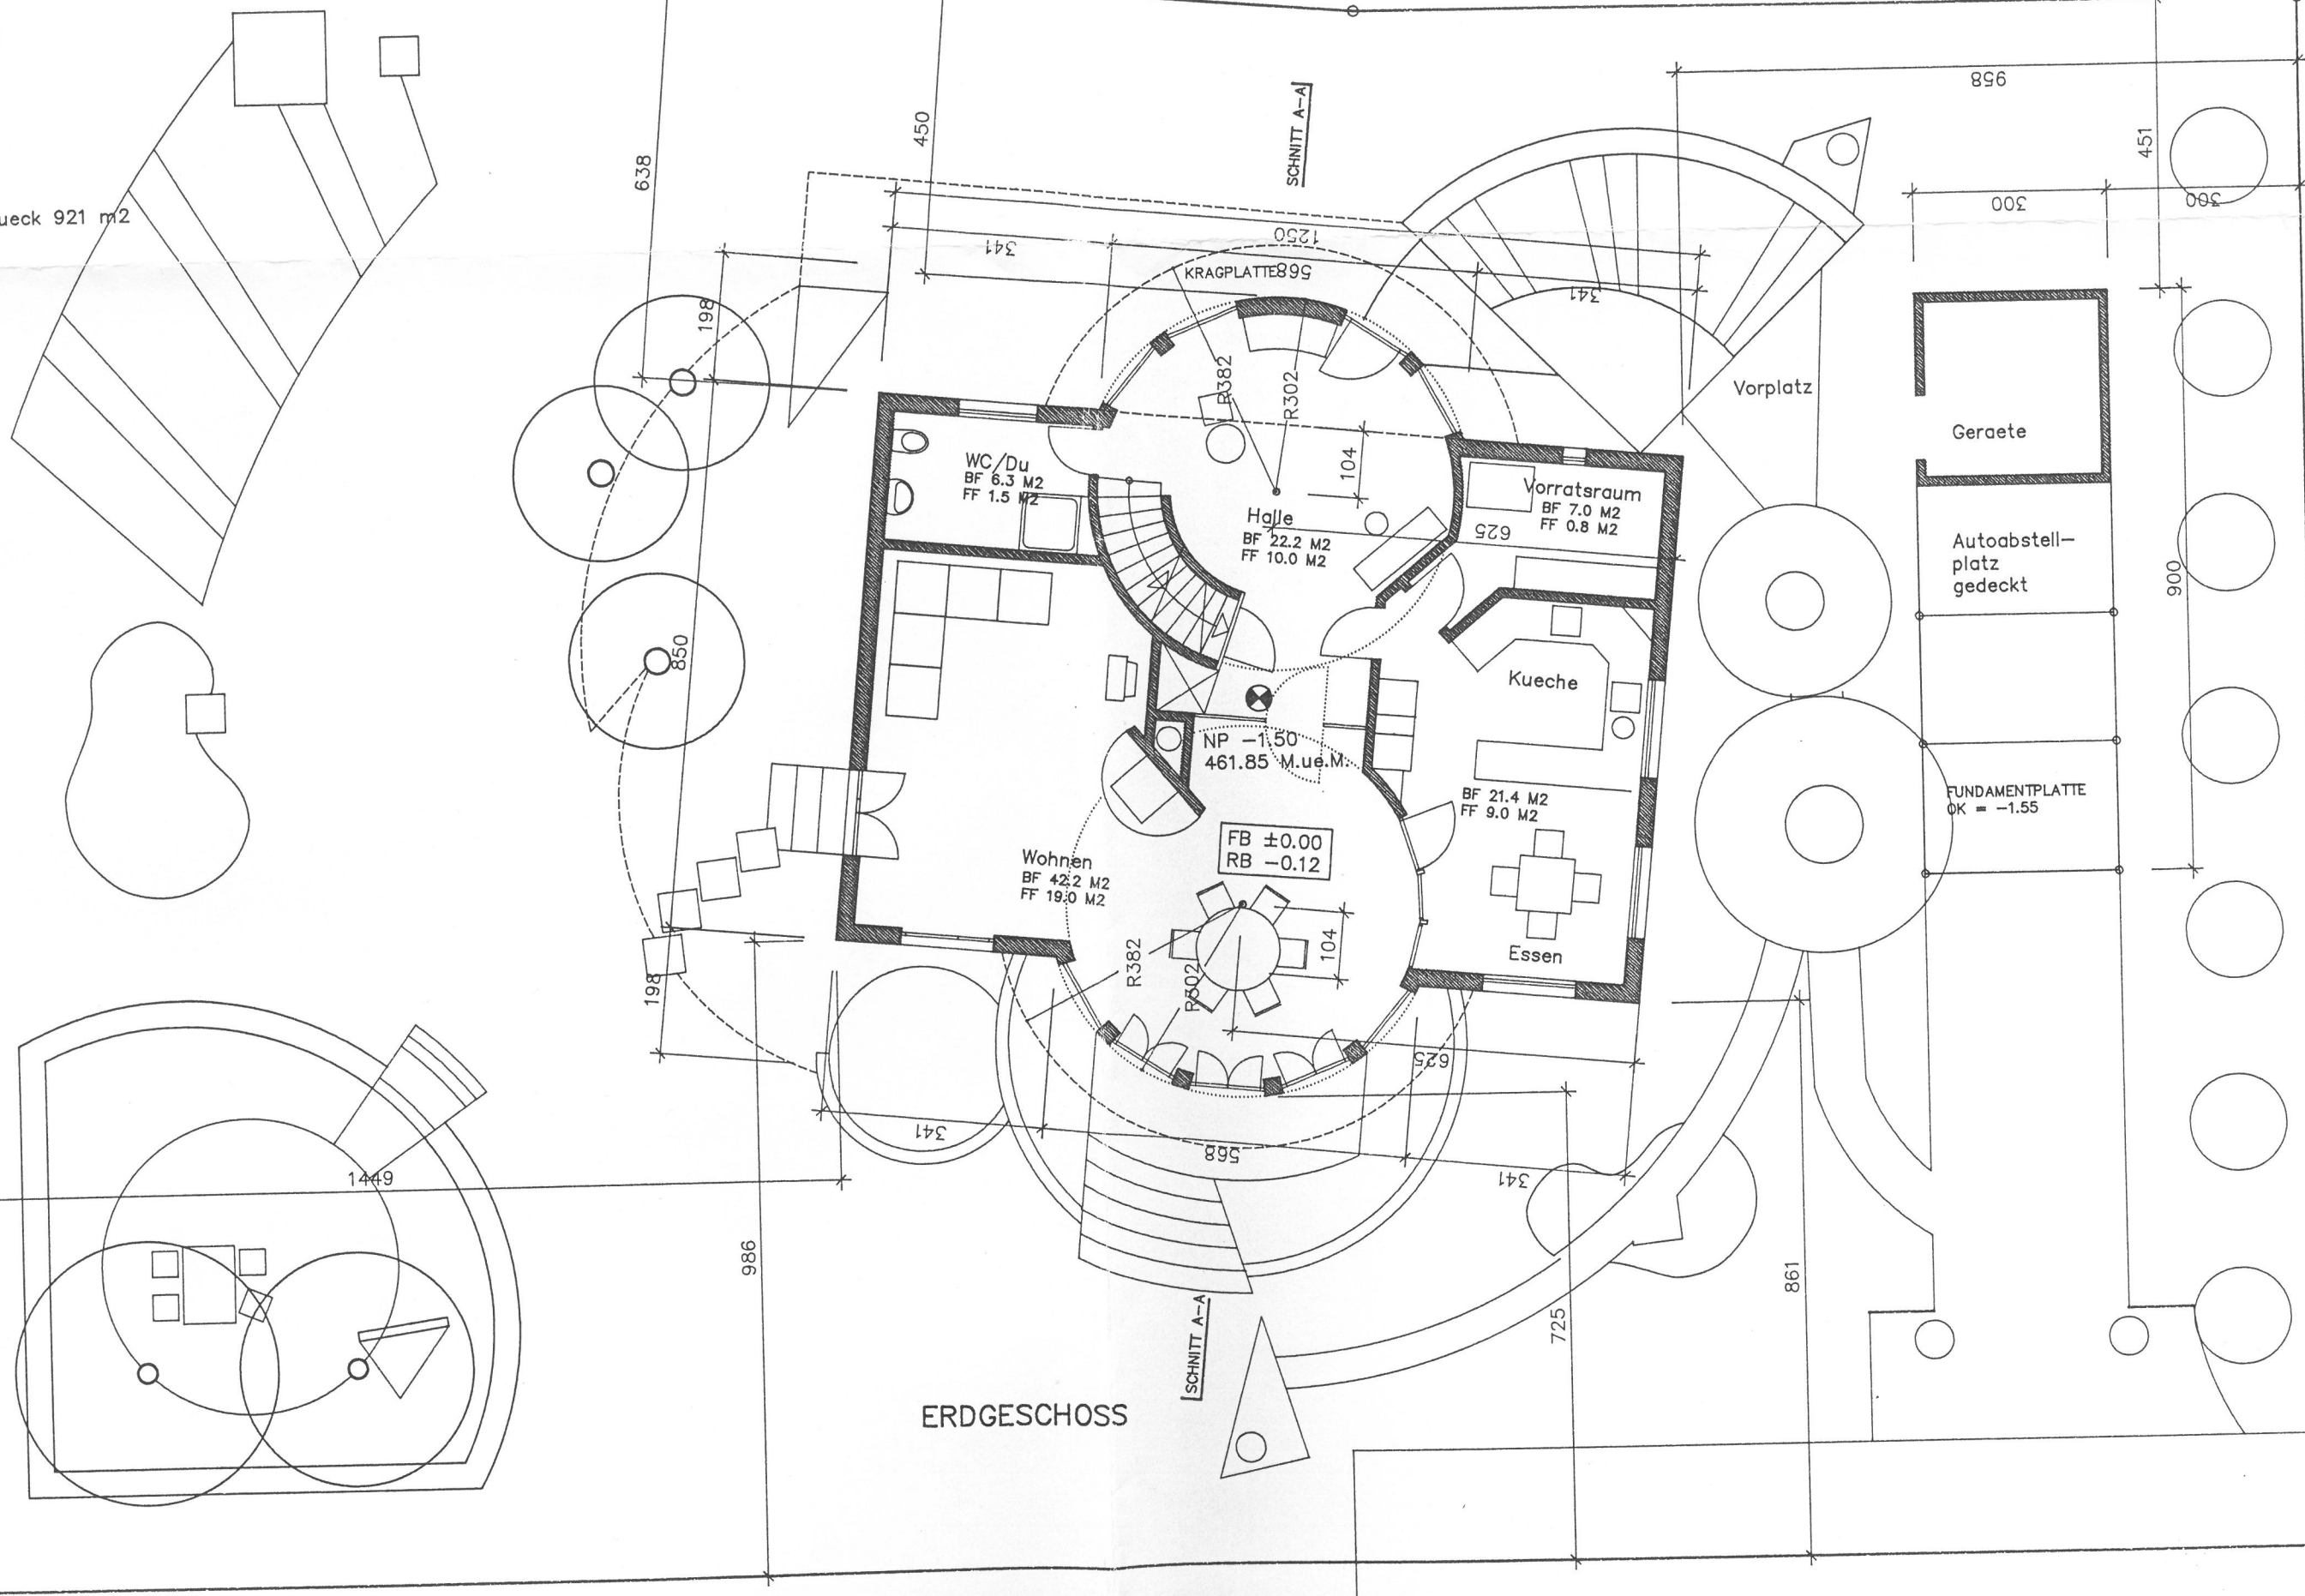 958
SCHNITT A-A
450
451
638
300
300
ueck 921 m2
341
1250
KRAGPLATTE
568
341
198
R382
R302
Vorplatz
Geraete
104
WC/Du
BF 6.3 M2
FF 1.5 M2
Vorratsraum
BF 7.0 M2
FF 0.8 M2
Halle
BF 22.2 M2
FF 10.0 M2
625
Autoabstell-
platz
gedeckt
900
850
Kueche
NP -1.50
461.85 M.ue.M.
BF 21.4 M2
FF 9.0 M2
FUNDAMENTPLATTE
OK = -1.55
FB ±0.00
RB -0.12
Wohnen
BF 42.2 M2
FF 19.0 M2
R382
R302
104
Essen
198
625
341
568
341
1449
986
861
725
SCHNITT A-A
ERDGESCHOSS